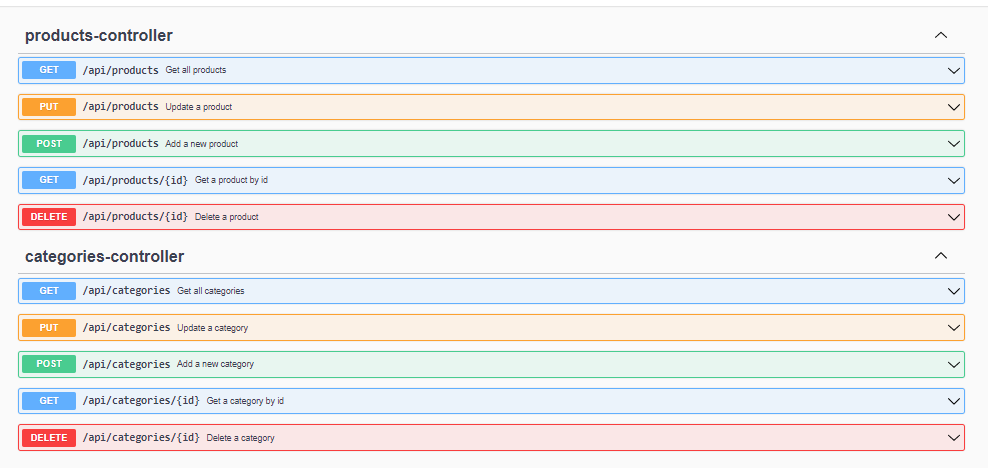 products-controller
GET /api/products Get all products
PUT /api/products Update a product
POST /api/products Add a new product
GET /api/products/{id} Get a product by id
DELETE /api/products/{id} Delete a product
categories-controller
GET /api/categories Get all categories
PUT /api/categories Update a category
POST /api/categories Add a new category
GET /api/categories/{id} Get a category by id
DELETE /api/categories/{id} Delete a category